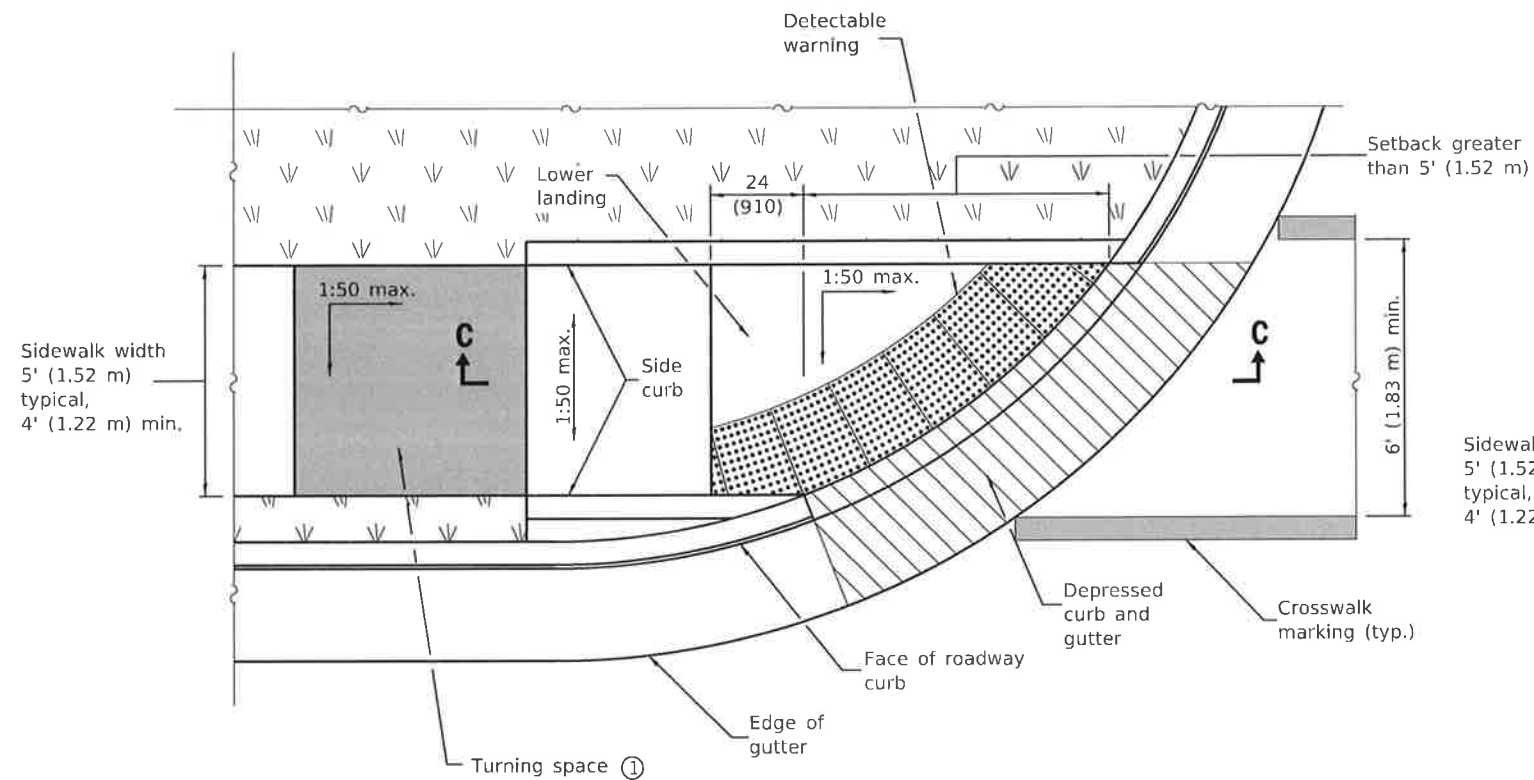 Detectable
warning
Setback greater
than 5' (1.52 m)
Lower
landing
24
(910)
1:50 max.
1:50 max.
C
C
Sidewalk width
5' (1.52 m)
typical,
4' (1.22 m) min.
1:50 max.
Side
curb
6' (1.83 m) min.
Sidewal
5' (1.52
typical,
4' (1.22
Depressed
curb and
gutter
Crosswalk
marking (typ.)
Face of roadway
curb
Edge of
gutter
Turning space ①